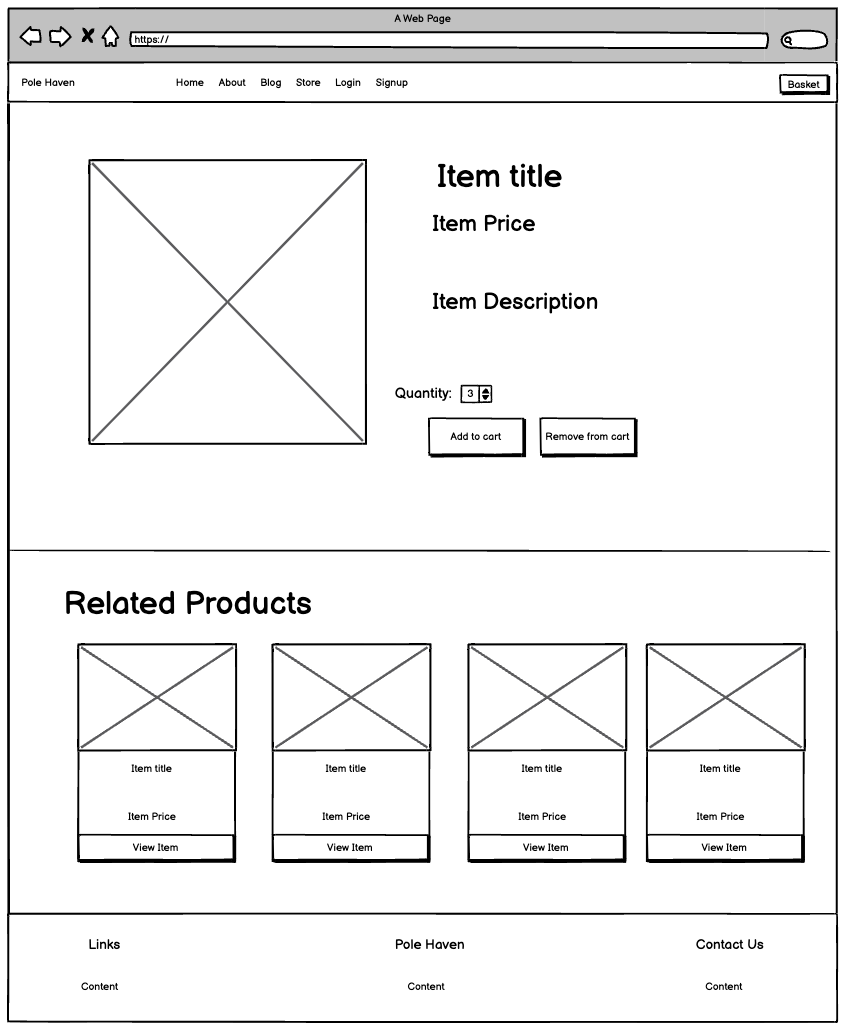 A Web Page
https://
Pole Haven Home About Blog Store Login Signup Basket
Item title
Item Price
Item Description
Quantity: 3
Add to cart Remove from cart
Related Products
Item title Item title Item title Item title
Item Price Item Price Item Price Item Price
View Item View Item View Item View Item
Links Pole Haven Contact Us
Content Content Content